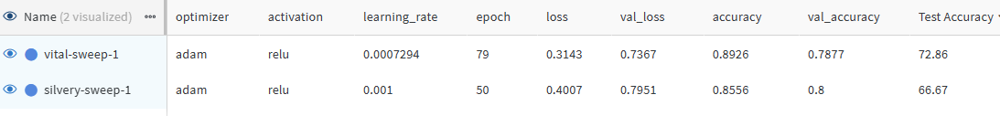 Name (2 visualized) ••• optimizer activation learning_rate epoch loss val_loss accuracy val_accuracy Test Accuracy
vital-sweep-1 adam relu 0.0007294 79 0.3143 0.7367 0.8926 0.7877 72.86
silvery-sweep-1 adam relu 0.001 50 0.4007 0.7951 0.8556 0.8 66.67